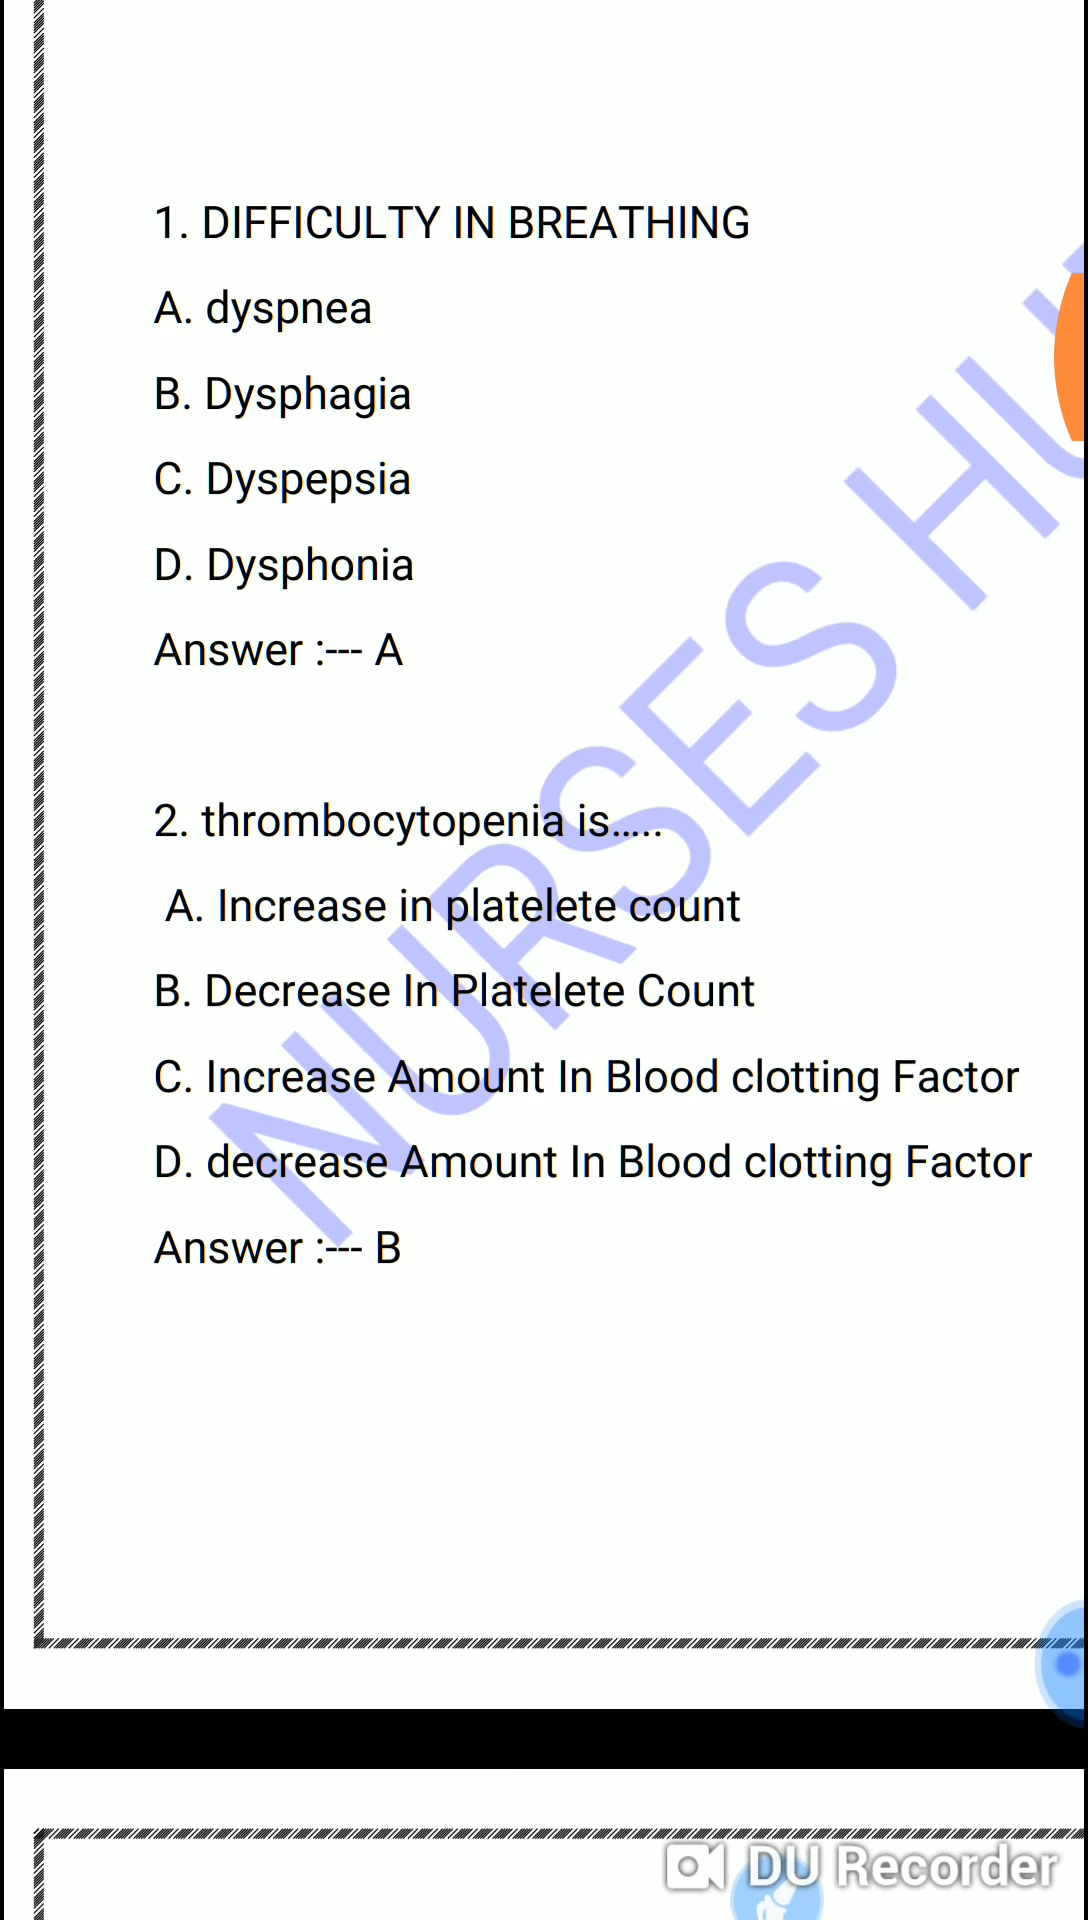 1. DIFFICULTY IN BREATHING
A. dyspnea
B. Dysphagia
C. Dyspepsia
D. Dysphonia
Answer :--- A
2. thrombocytopenia is.....
A. Increase in platelete count
B. Decrease In Platelete Count
C. Increase Amount In Blood clotting Factor
D. decrease Amount In Blood clotting Factor
Answer :--- B
NURSES
DU Recorder